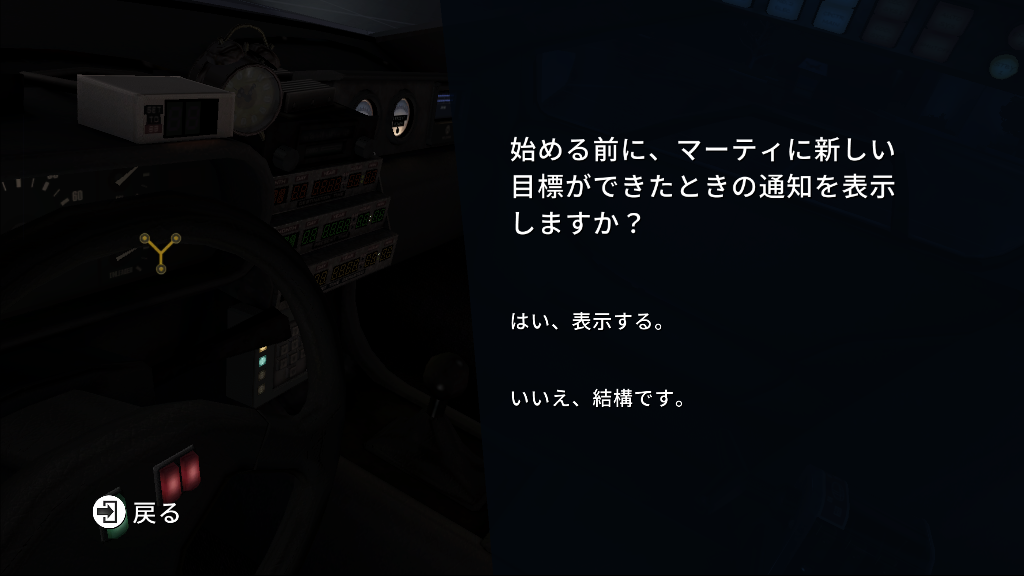 始める前に、マーティに新しい
目標ができたときの通知を表示
しますか？
はい、表示する。
いいえ、結構です。
戻る